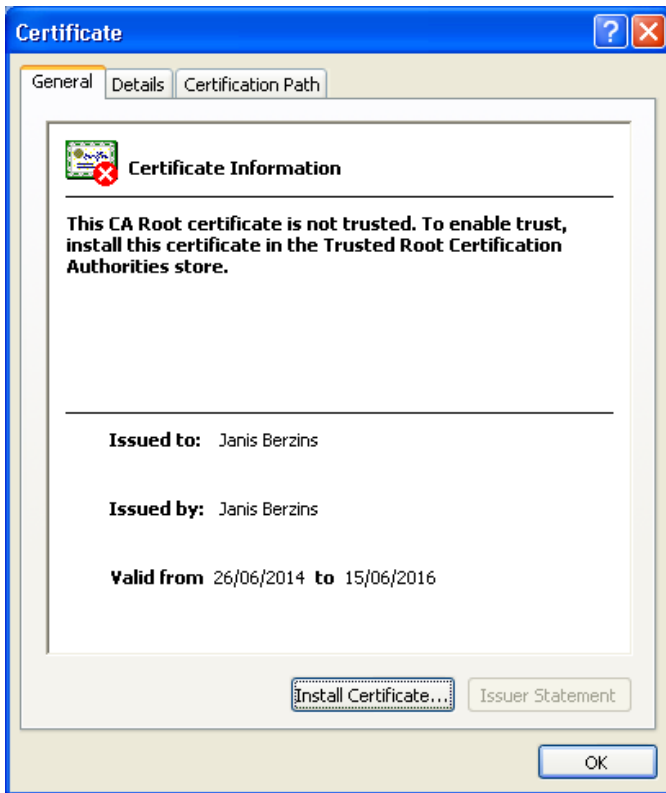 Certificate
General Details Certification Path
Certificate Information
This CA Root certificate is not trusted. To enable trust,
install this certificate in the Trusted Root Certification
Authorities store.
Issued to: Janis Berzins
Issued by: Janis Berzins
Valid from 26/06/2014 to 15/06/2016
Install Certificate... Issuer Statement
OK